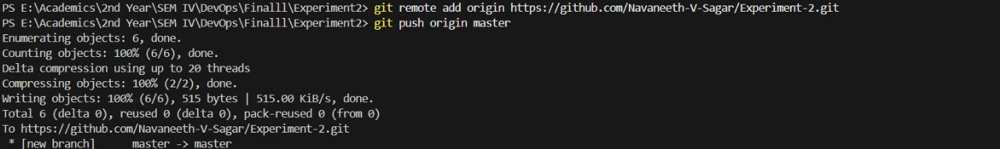 PS E:\Academics\2nd Year\SEM IV\DevOps\Finalll\Experiment2> git remote add origin https://github.com/Navaneeth-V-Sagar/Experiment-2.git
PS E:\Academics\2nd Year\SEM IV\DevOps\Finalll\Experiment2> git push origin master
Enumerating objects: 6, done.
Counting objects: 100% (6/6), done.
Delta compression using up to 20 threads
Compressing objects: 100% (2/2), done.
Writing objects: 100% (6/6), 515 bytes | 515.00 KiB/s, done.
Total 6 (delta 0), reused 0 (delta 0), pack-reused 0 (from 0)
To https://github.com/Navaneeth-V-Sagar/Experiment-2.git
 * [new branch]      master -> master